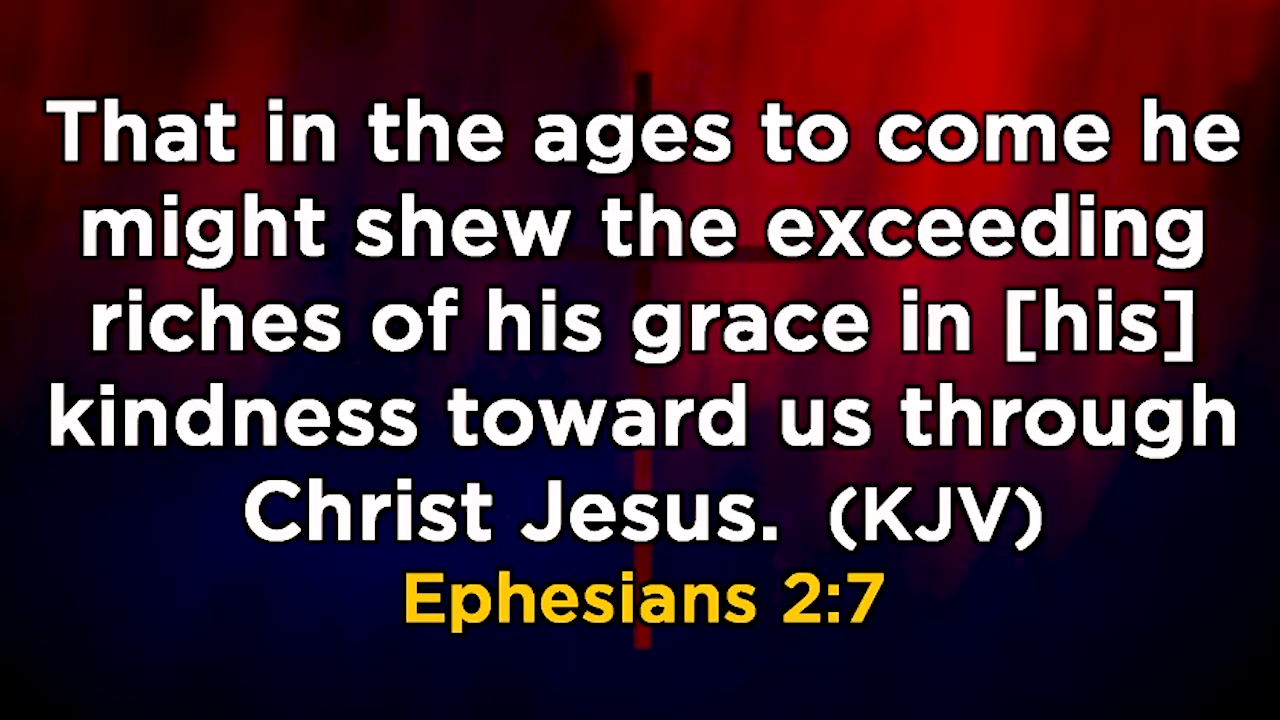 That in the ages to come he
might shew the exceeding
riches of his grace in [his]
kindness toward us through
Christ Jesus. (KJV)
Ephesians 2:7